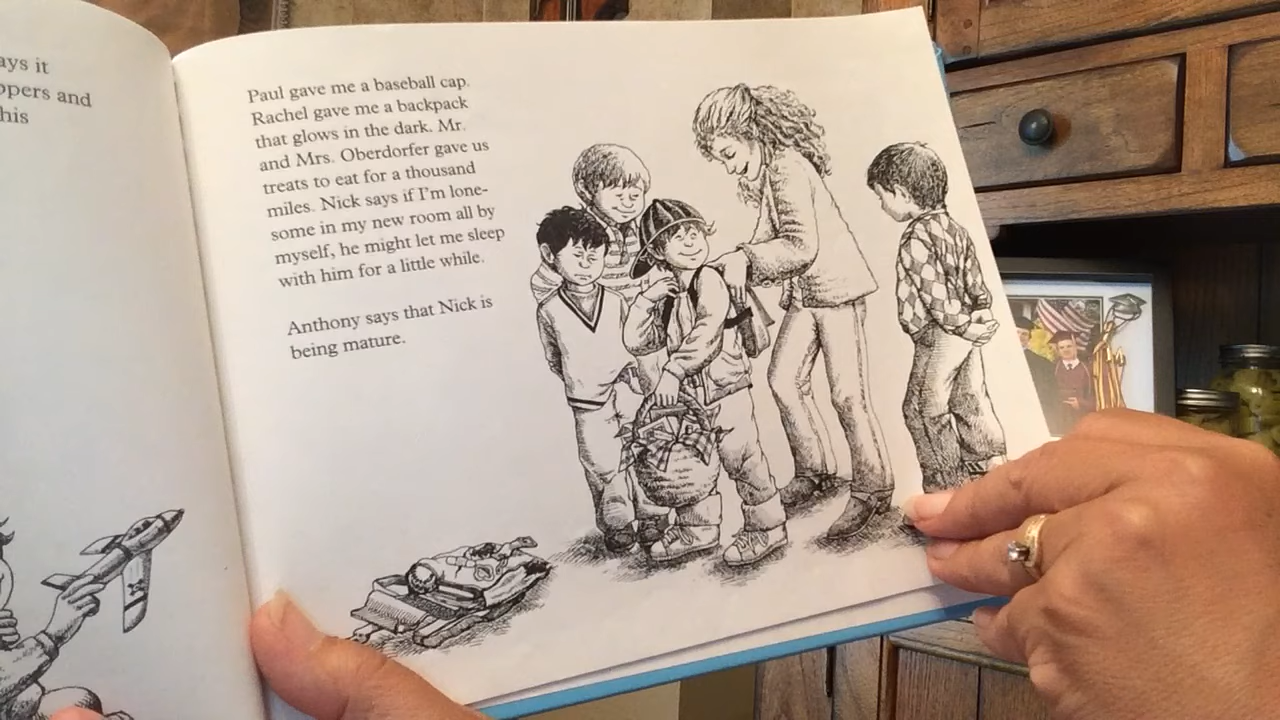 ays it
ppers and
his
Paul gave me a baseball cap.
Rachel gave me a backpack
that glows in the dark. Mr.
and Mrs. Oberdorfer gave us
treats to eat for a thousand
miles. Nick says if I'm lone-
some in my new room all by
myself, he might let me sleep
with him for a little while.
Anthony says that Nick is
being mature.